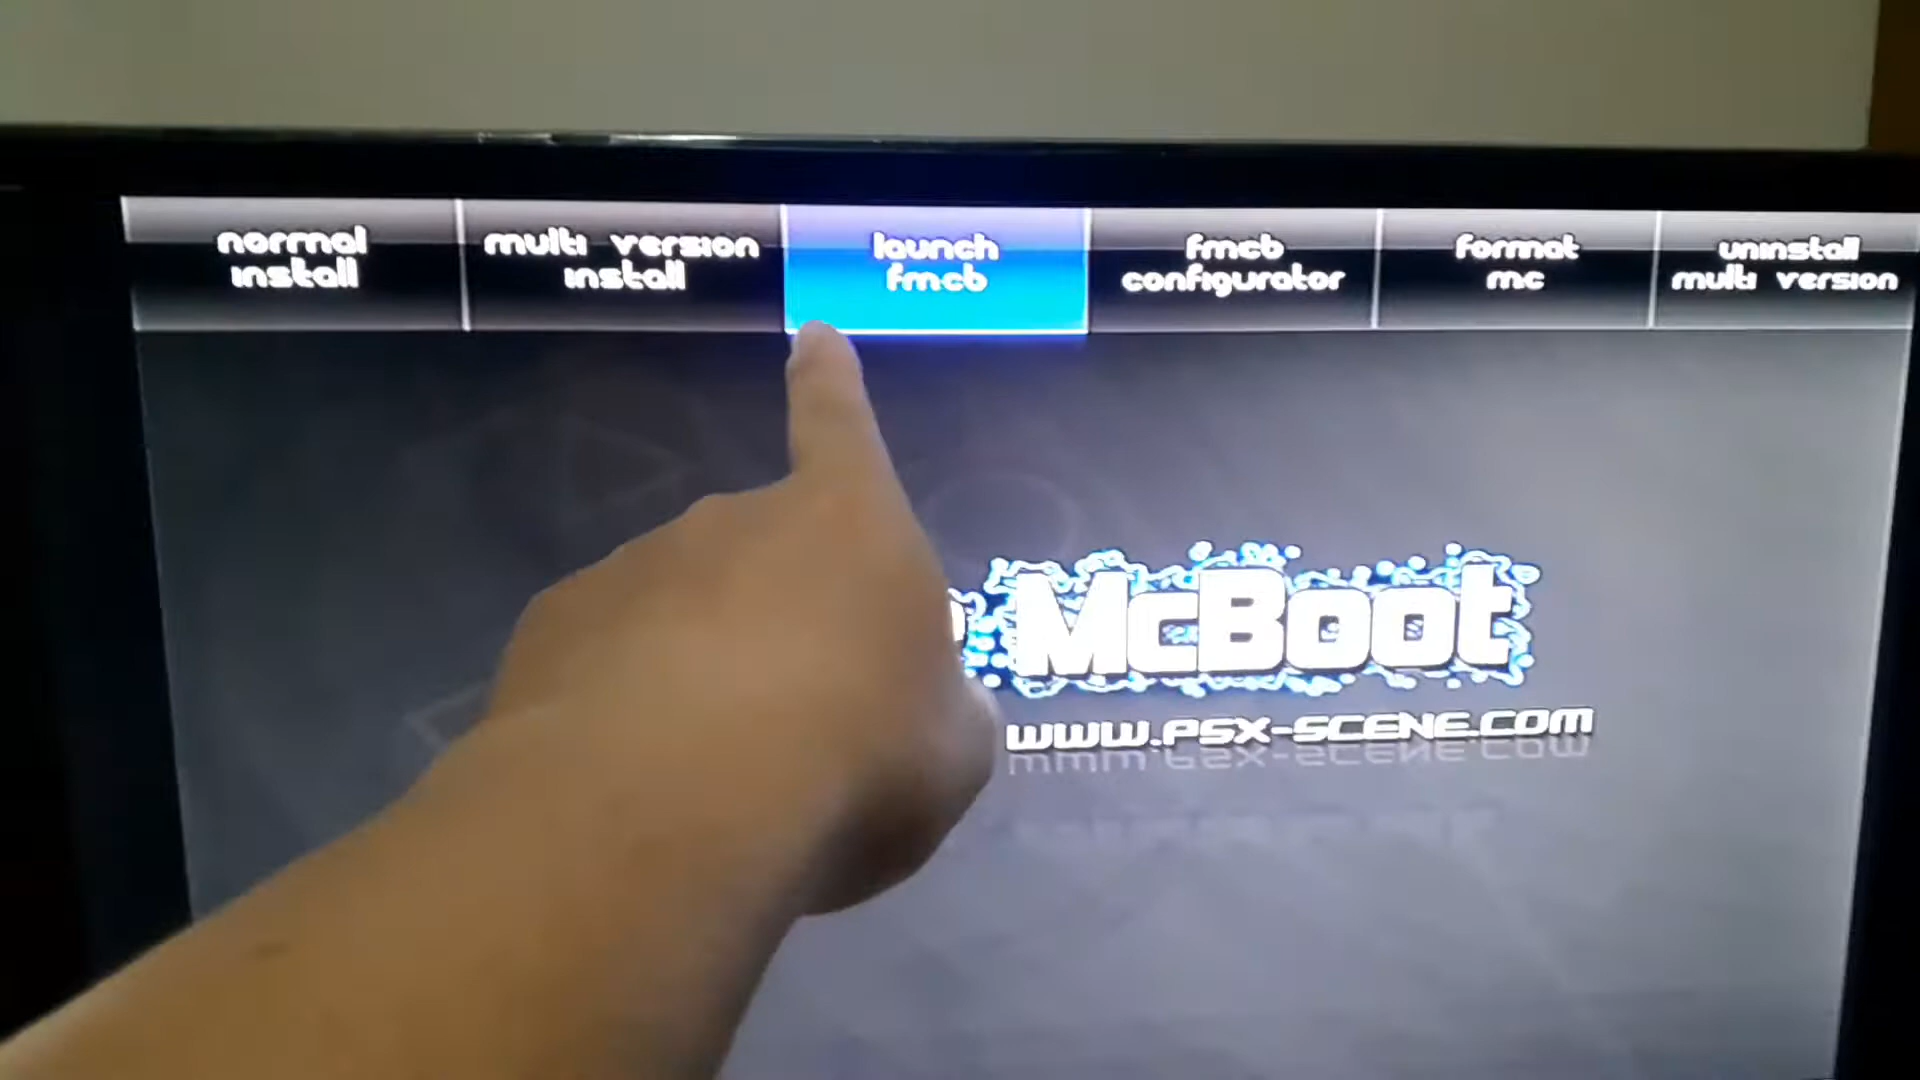 normal
install
multi version
install
launch
fmcb
fmcb
configurator
format
mc
uninstall
multi version
McBoot
www.psx-scene.com